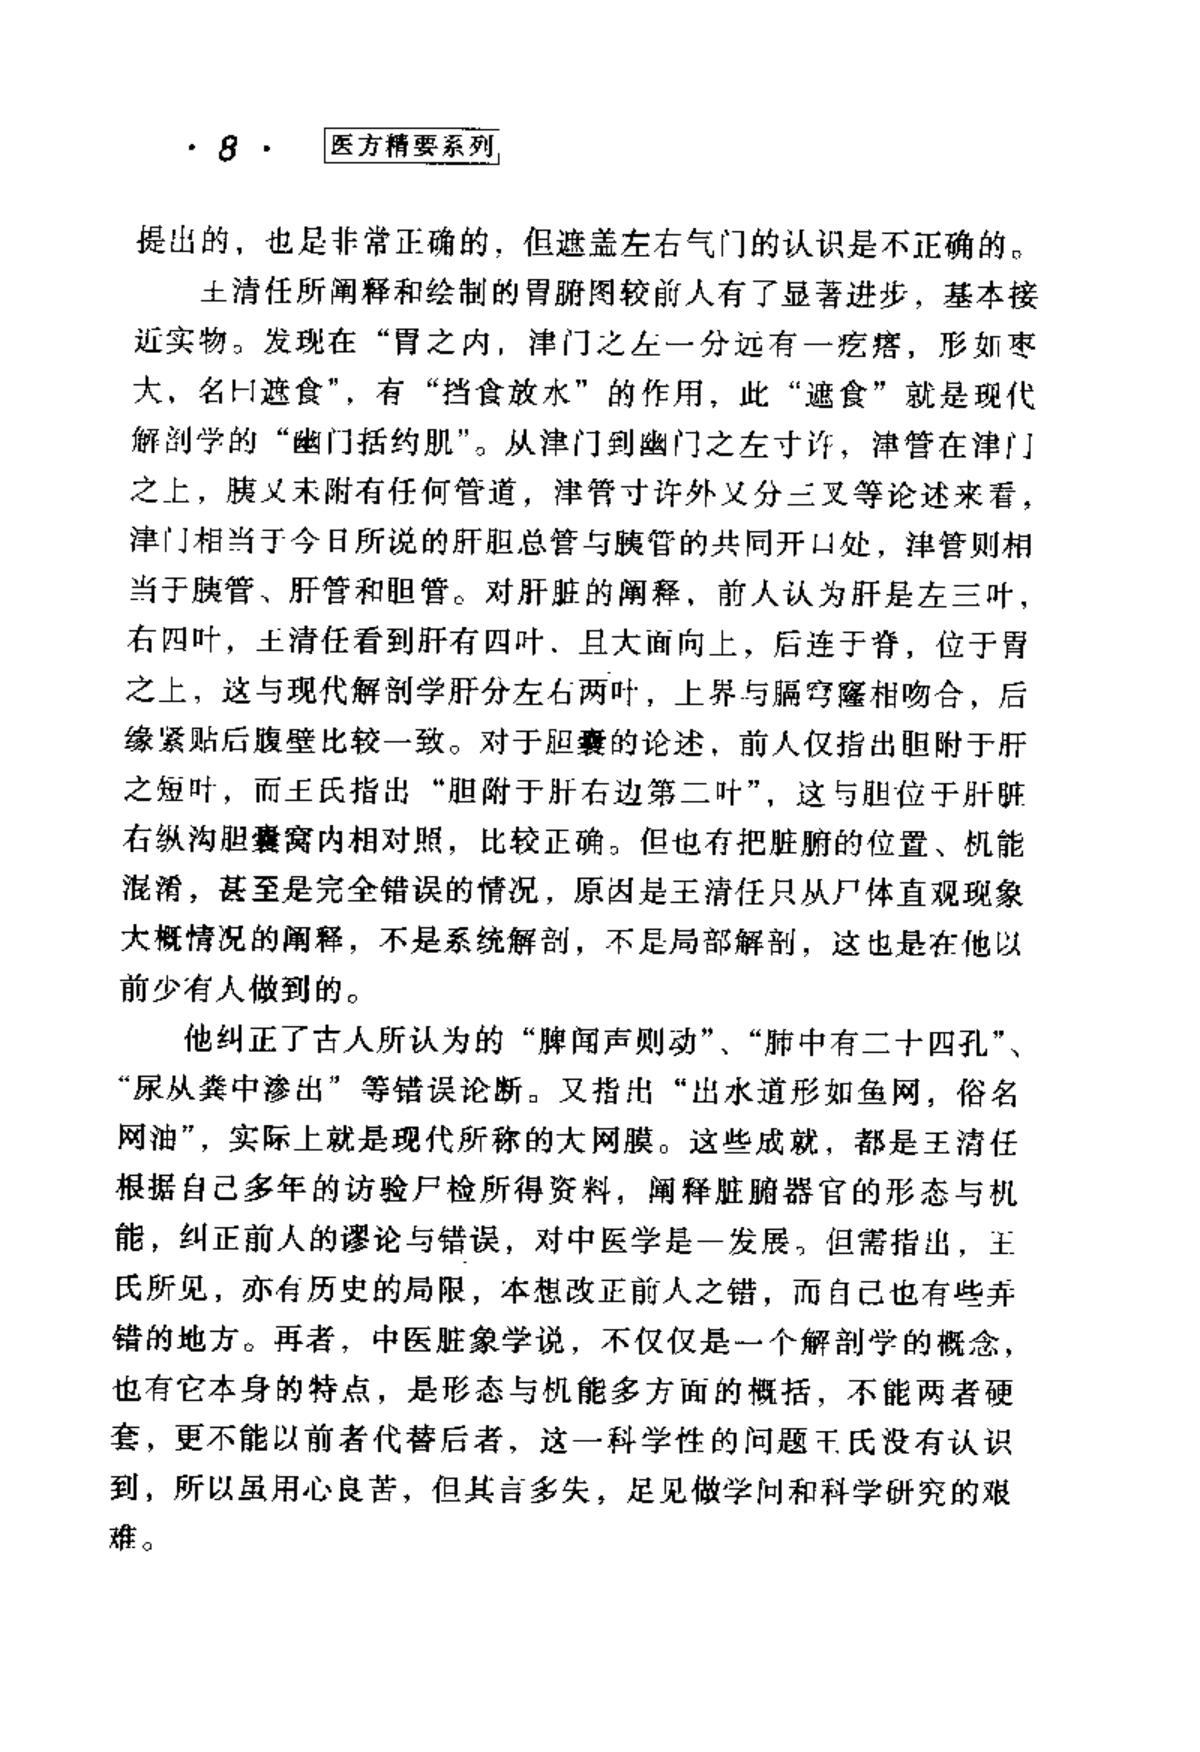 · 8 · 医方精要系列
提出的，也是非常正确的，但遮盖左右气门的认识是不正确的。
王清任所阐释和绘制的胃腑图较前人有了显著进步，基本接
近实物。发现在“胃之内，津门之左一分远有一疙瘩，形如枣
大，名曰遮食”，有“挡食放水”的作用，此“遮食”就是现代
解剖学的“幽门括约肌”。从津门到幽门之左寸许，津管在津门
之上，胰又未附有任何管道，津管寸许外又分三叉等论述来看，
津门相当于今日所说的肝胆总管与胰管的共同开口处，津管则相
当于胰管、肝管和胆管。对肝脏的阐释，前人认为肝是左三叶，
右四叶，王清任看到肝有四叶、且大面向上，后连于脊，位于胃
之上，这与现代解剖学肝分左右两叶，上界与膈穹窿相吻合，后
缘紧贴后腹壁比较一致。对于胆囊的论述，前人仅指出胆附于肝
之短叶，而王氏指出“胆附于肝右边第二叶”，这与胆位于肝脏
右纵沟胆囊窝内相对照，比较正确。但也有把脏腑的位置、机能
混淆，甚至是完全错误的情况，原因是王清任只从尸体直观现象
大概情况的阐释，不是系统解剖，不是局部解剖，这也是在他以
前少有人做到的。
他纠正了古人所认为的“脾闻声则动”、“肺中有二十四孔”、
“尿从粪中渗出”等错误论断。又指出“出水道形如鱼网，俗名
网油”，实际上就是现代所称的大网膜。这些成就，都是王清任
根据自己多年的访验尸检所得资料，阐释脏腑器官的形态与机
能，纠正前人的谬论与错误，对中医学是一发展。但需指出，王
氏所见，亦有历史的局限，本想改正前人之错，而自己也有些弄
错的地方。再者，中医脏象学说，不仅仅是一个解剖学的概念，
也有它本身的特点，是形态与机能多方面的概括，不能两者硬
套，更不能以前者代替后者，这一科学性的问题王氏没有认识
到，所以虽用心良苦，但其言多失，足见做学问和科学研究的艰
难。